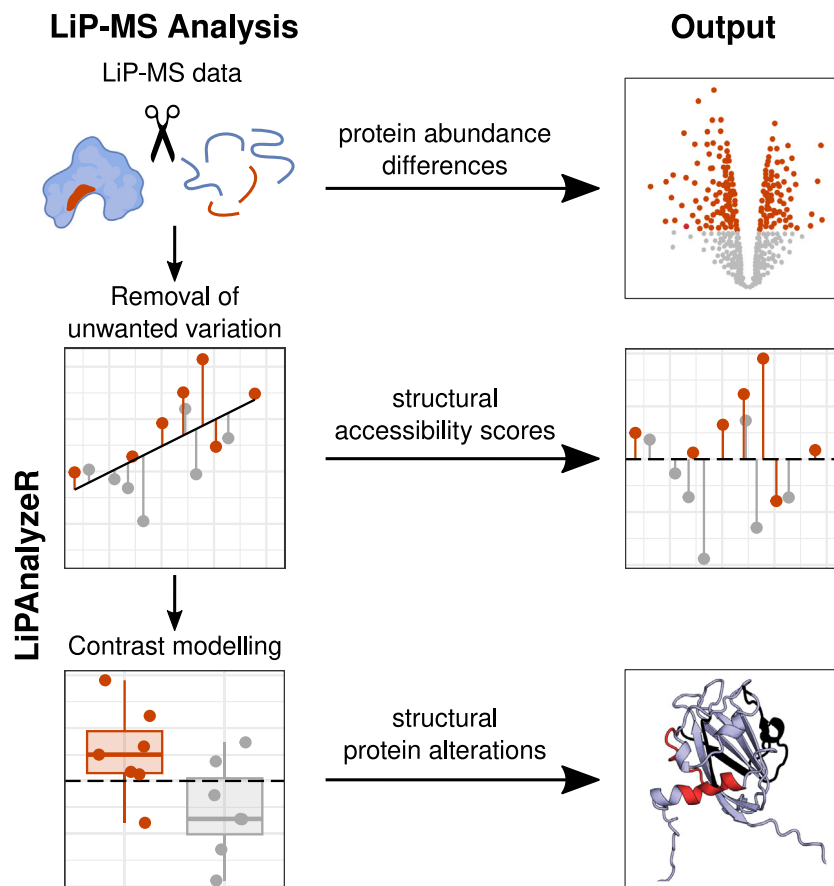 LiP-MS Analysis
Output
LiP-MS data
protein abundance
differences
Removal of
unwanted variation
structural
accessibility scores
LiPAnalyzeR
Contrast modelling
structural
protein alterations